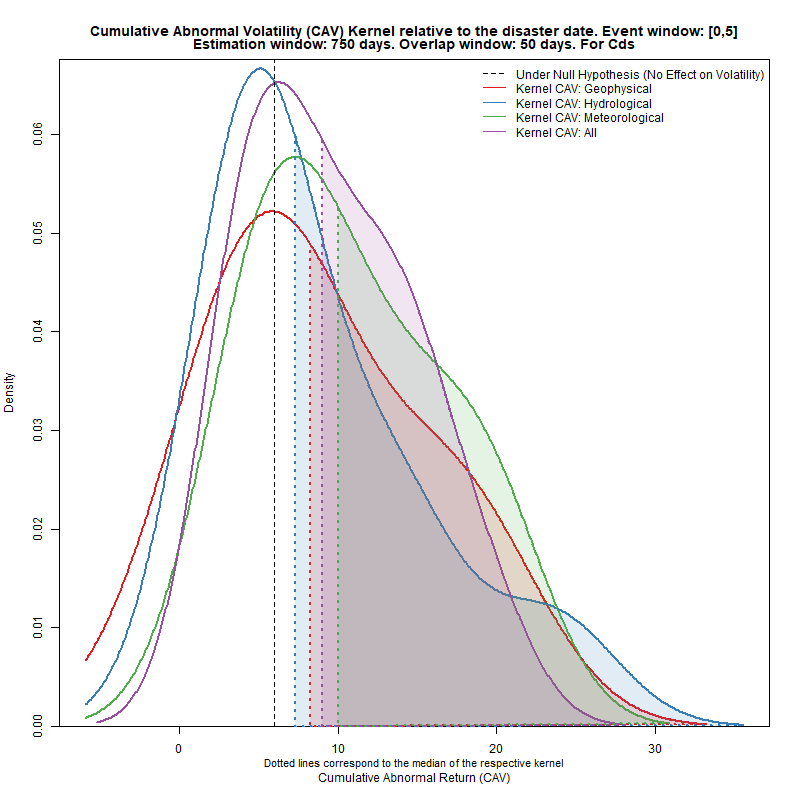 Cumulative Abnormal Volatility (CAV) Kernel relative to the disaster date. Event window: [0,5]
Estimation window: 750 days. Overlap window: 50 days. For Cds
Under Null Hypothesis (No Effect on Volatility)
Kernel CAV: Geophysical
Kernel CAV: Hydrological
Kernel CAV: Meteorological
Kernel CAV: All
0.06
0.05
0.04
0.03
0.02
0.01
0.00
Density
0 10 20 30
Dotted lines correspond to the median of the respective kernel
Cumulative Abnormal Return (CAV)